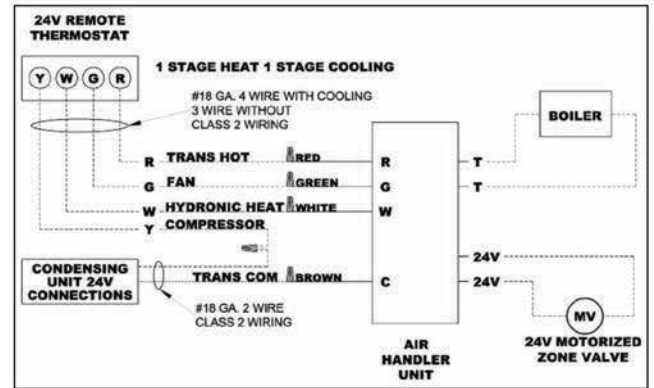 24V REMOTE
THERMOSTAT
Y W G R
1 STAGE HEAT 1 STAGE COOLING
#18 GA. 4 WIRE WITH COOLING
3 WIRE WITHOUT
CLASS 2 WIRING
BOILER
R TRANS HOT RED R T
G FAN GREEN G T
W HYDRONIC HEAT WHITE W
Y COMPRESSOR
24V
CONDENSING
UNIT 24V
CONNECTIONS
TRANS COM BROWN C 24V
#18 GA. 2 WIRE
CLASS 2 WIRING
MV
24V MOTORIZED
ZONE VALVE
AIR
HANDLER
UNIT